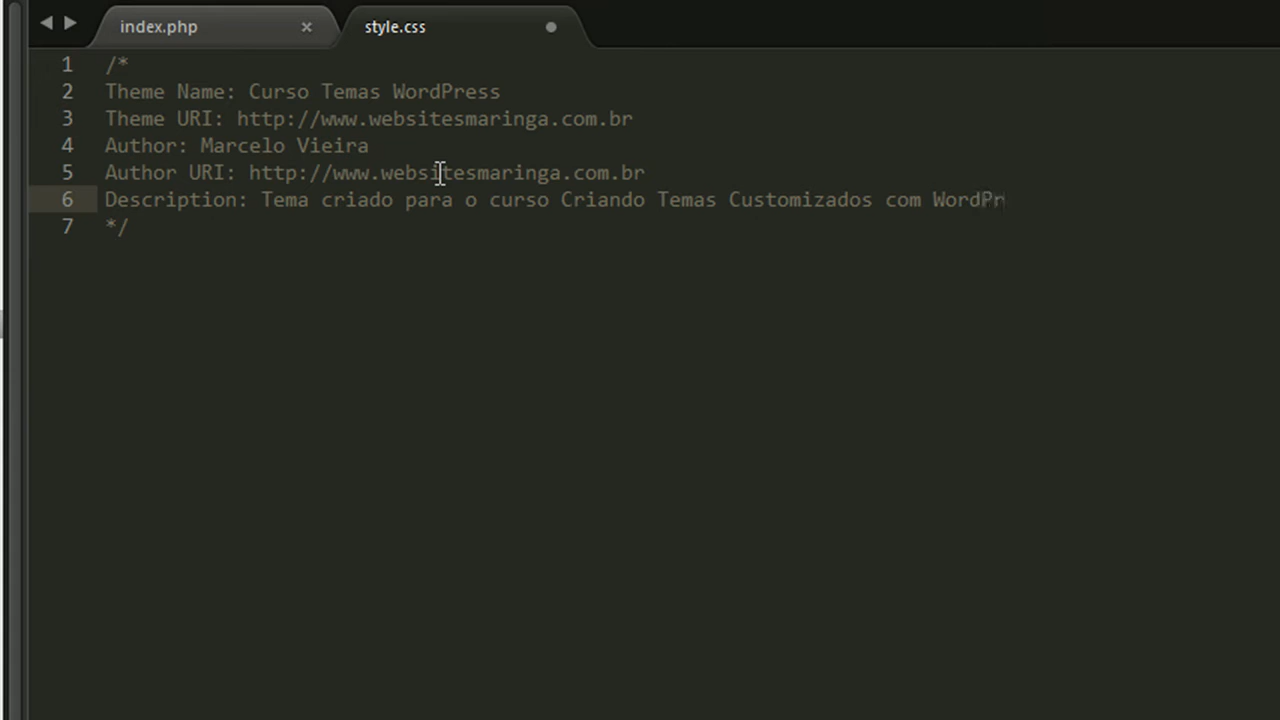 index.php × style.css
1 /*
2 Theme Name: Curso Temas WordPress
3 Theme URI: http://www.websitesmaringa.com.br
4 Author: Marcelo Vieira
5 Author URI: http://www.websitesmaringa.com.br
6 Description: Tema criado para o curso Criando Temas Customizados com WordPr
7 */